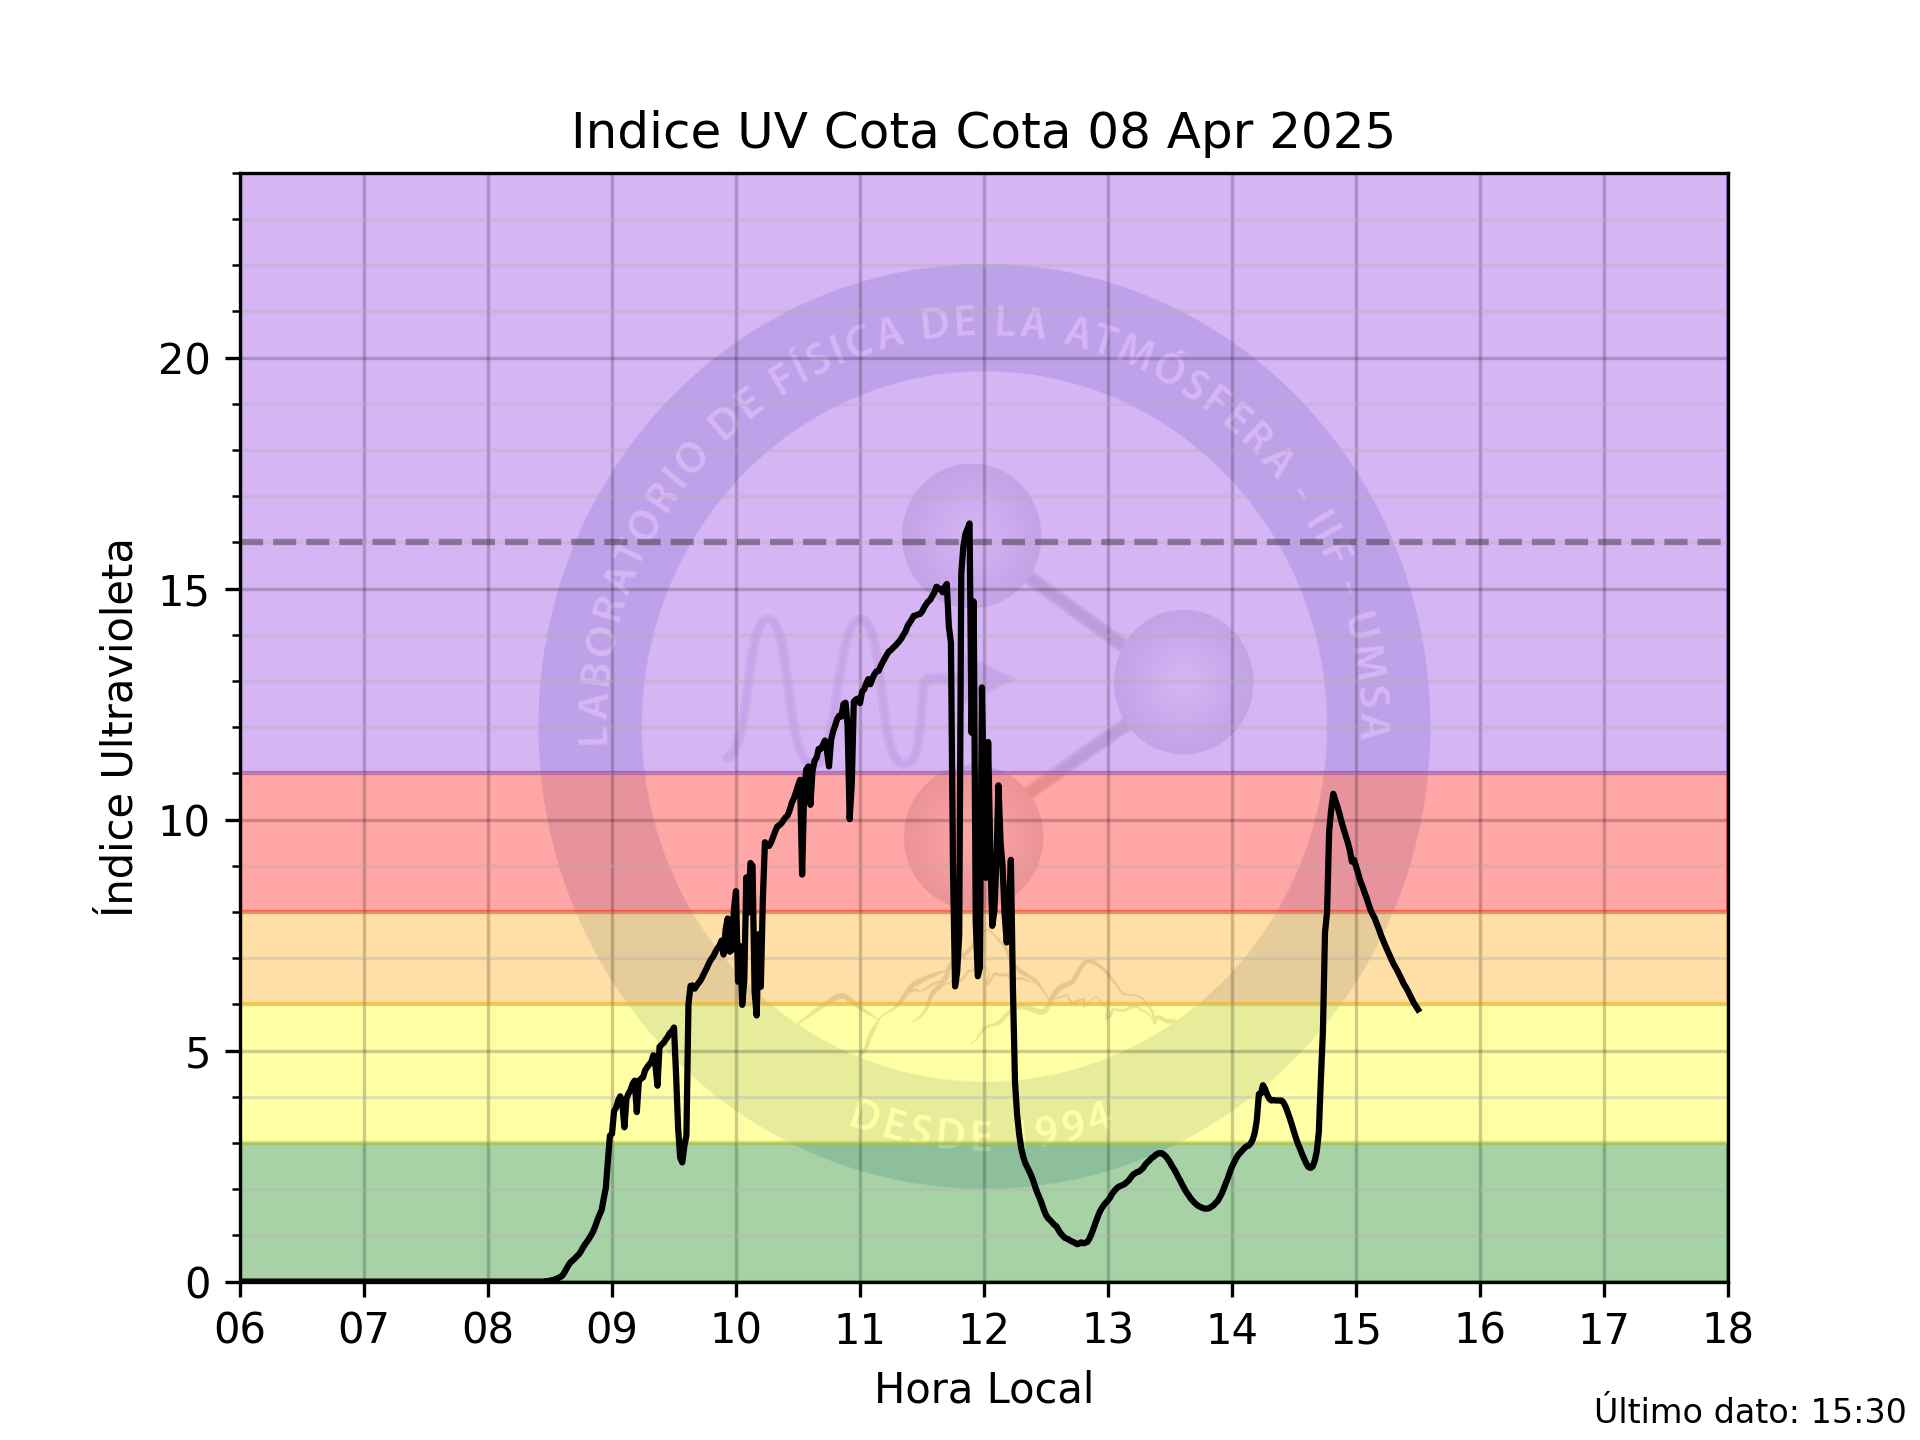 Indice UV Cota Cota 08 Apr 2025
LABORATORIO DE FÍSICA DE LA ATMÓSFERA - IIF - UMSA
DESDE 1994
Índice Ultravioleta
20
15
10
5
0
06 07 08 09 10 11 12 13 14 15 16 17 18
Hora Local
Último dato: 15:30